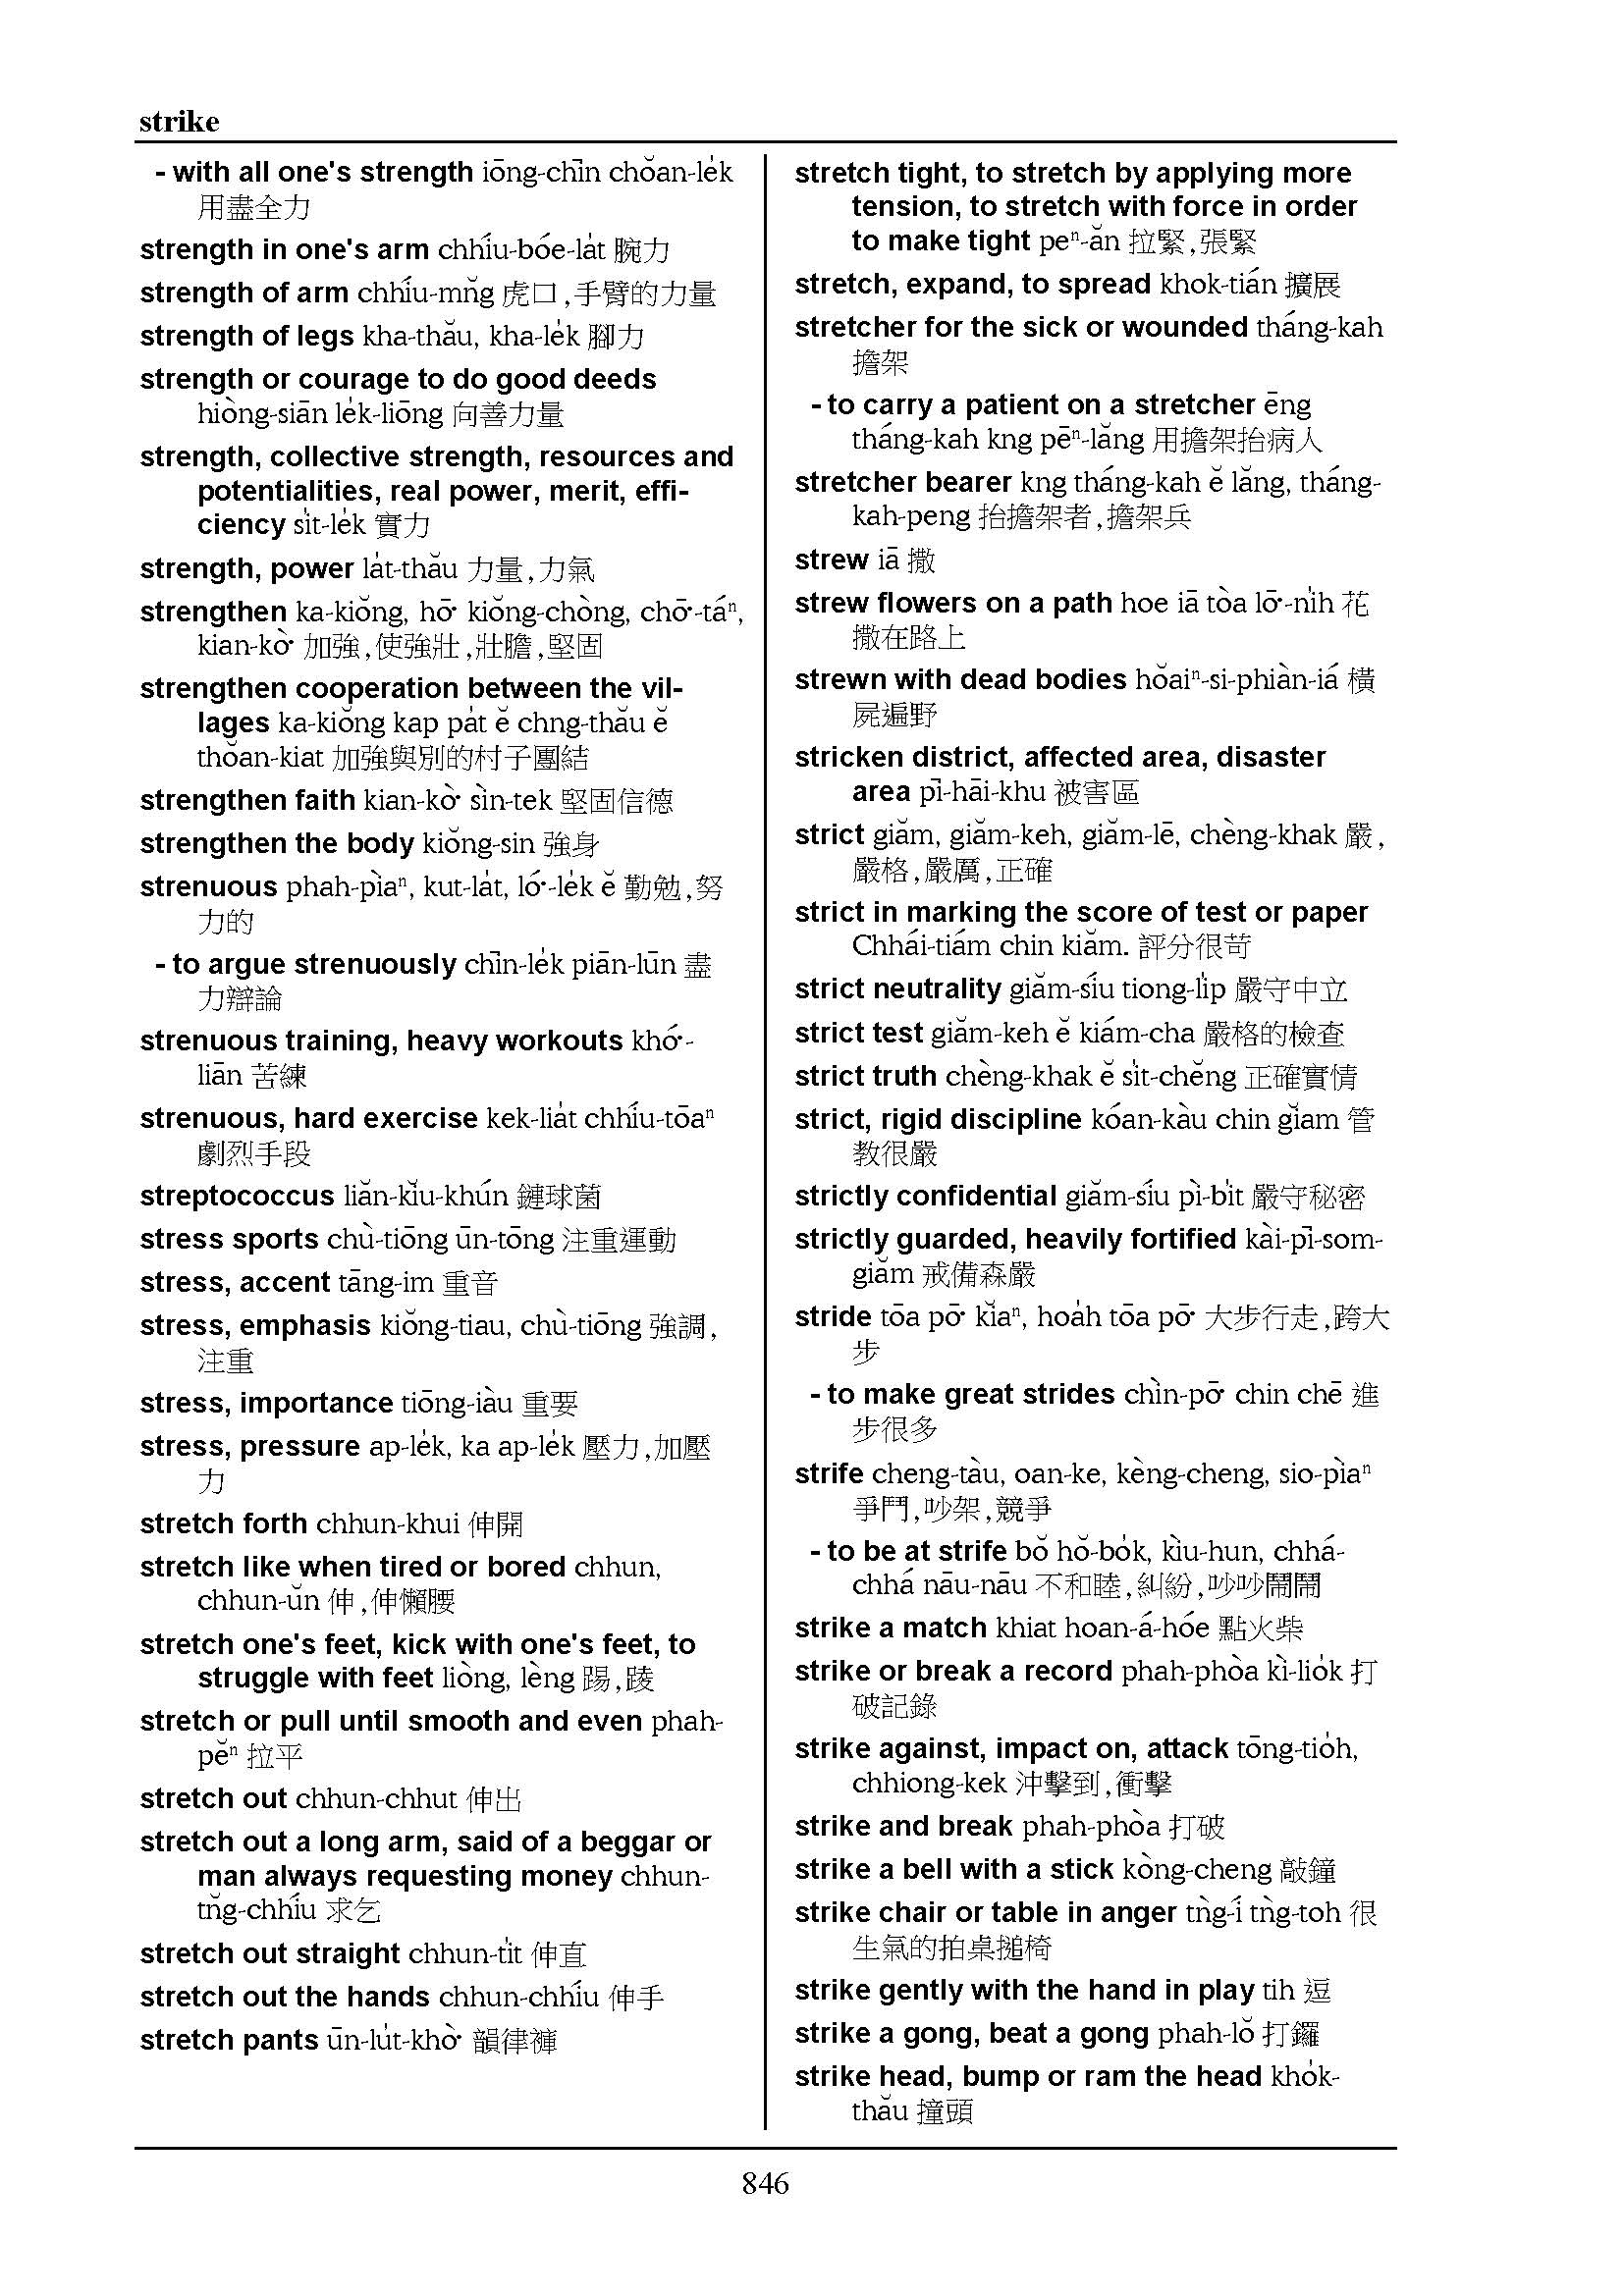 strike
- with all one's strength iōng-chīn chŏan-le̍k
用盡全力
strength in one's arm chhíu-bóe-la̍t 腕力
strength of arm chhíu-mn̆g 虎口,手臂的力量
strength of legs kha-thău, kha-le̍k 腳力
strength or courage to do good deeds
hiòng-siān le̍k-liōng 向善力量
strength, collective strength, resources and
potentialities, real power, merit, effi-
ciency si̍t-le̍k 實力
strength, power la̍t-thău 力量,力氣
strengthen ka-kiŏng, hō͘ kiŏng-chòng, chō͘-táⁿ,
kian-kò͘ 加強,使強壯,壯膽,堅固
strengthen cooperation between the vil-
lages ka-kiŏng kap pa̍t ĕ chng-thău ĕ
thŏan-kiat 加強與別的村子團結
strengthen faith kian-kò͘ sìn-tek 堅固信德
strengthen the body kiŏng-sin 強身
strenuous phah-pìaⁿ, kut-la̍t, ló͘-le̍k ĕ 勤勉,努
力的
- to argue strenuously chīn-le̍k piān-lūn 盡
力辯論
strenuous training, heavy workouts khó͘-
liān 苦練
strenuous, hard exercise kek-lia̍t chhíu-tōaⁿ
劇烈手段
streptococcus liăn-kĭu-khún 鏈球菌
stress sports chù-tiōng ūn-tōng 注重運動
stress, accent tāng-im 重音
stress, emphasis kiŏng-tiau, chù-tiōng 強調,
注重
stress, importance tiōng-iàu 重要
stress, pressure ap-le̍k, ka ap-le̍k 壓力,加壓
力
stretch forth chhun-khui 伸開
stretch like when tired or bored chhun,
chhun-ŭn 伸,伸懶腰
stretch one's feet, kick with one's feet, to
struggle with feet liòng, lèng 踢,踜
stretch or pull until smooth and even phah-
pĕⁿ 拉平
stretch out chhun-chhut 伸出
stretch out a long arm, said of a beggar or
man always requesting money chhun-
tn̆g-chhíu 求乞
stretch out straight chhun-ti̍t 伸直
stretch out the hands chhun-chhíu 伸手
stretch pants ūn-lu̍t-khò͘ 韻律褲
stretch tight, to stretch by applying more
tension, to stretch with force in order
to make tight peⁿ-ăn 拉緊,張緊
stretch, expand, to spread khok-tián 擴展
stretcher for the sick or wounded tháng-kah
擔架
- to carry a patient on a stretcher ēng
tháng-kah kng pēⁿ-lăng 用擔架抬病人
stretcher bearer kng tháng-kah ĕ lăng, tháng-
kah-peng 抬擔架者,擔架兵
strew iā 撒
strew flowers on a path hoe iā tòa lō͘-ni̍h 花
撒在路上
strewn with dead bodies hŏaiⁿ-si-phiàn-iá 橫
屍遍野
stricken district, affected area, disaster
area pī-hāi-khu 被害區
strict giăm, giăm-keh, giăm-lē, chèng-khak 嚴,
嚴格,嚴厲,正確
strict in marking the score of test or paper
Chhái-tiám chin kiăm. 評分很苛
strict neutrality giăm-síu tiong-li̍p 嚴守中立
strict test giăm-keh ĕ kiám-cha 嚴格的檢查
strict truth chèng-khak ĕ si̍t-chĕng 正確實情
strict, rigid discipline kóan-kàu chin gĭam 管
教很嚴
strictly confidential giăm-síu pì-bi̍t 嚴守秘密
strictly guarded, heavily fortified kài-pī-som-
giăm 戒備森嚴
stride tōa pō͘ kĭaⁿ, hoa̍h tōa pō͘ 大步行走,跨大
步
- to make great strides chìn-pō͘ chin chē 進
步很多
strife cheng-tàu, oan-ke, kèng-cheng, sio-pìaⁿ
爭鬥,吵架,競爭
- to be at strife bŏ hŏ-bo̍k, kìu-hun, chhá-
chhá nāu-nāu 不和睦,糾紛,吵吵鬧鬧
strike a match khiat hoan-á-hóe 點火柴
strike or break a record phah-phòa kì-lio̍k 打
破記錄
strike against, impact on, attack tōng-tio̍h,
chhiong-kek 沖擊到,衝擊
strike and break phah-phòa 打破
strike a bell with a stick kòng-cheng 敲鐘
strike chair or table in anger tǹg-í tǹg-toh 很
生氣的拍桌搥椅
strike gently with the hand in play tih 逗
strike a gong, beat a gong phah-lŏ 打鑼
strike head, bump or ram the head kho̍k-
thău 撞頭
846